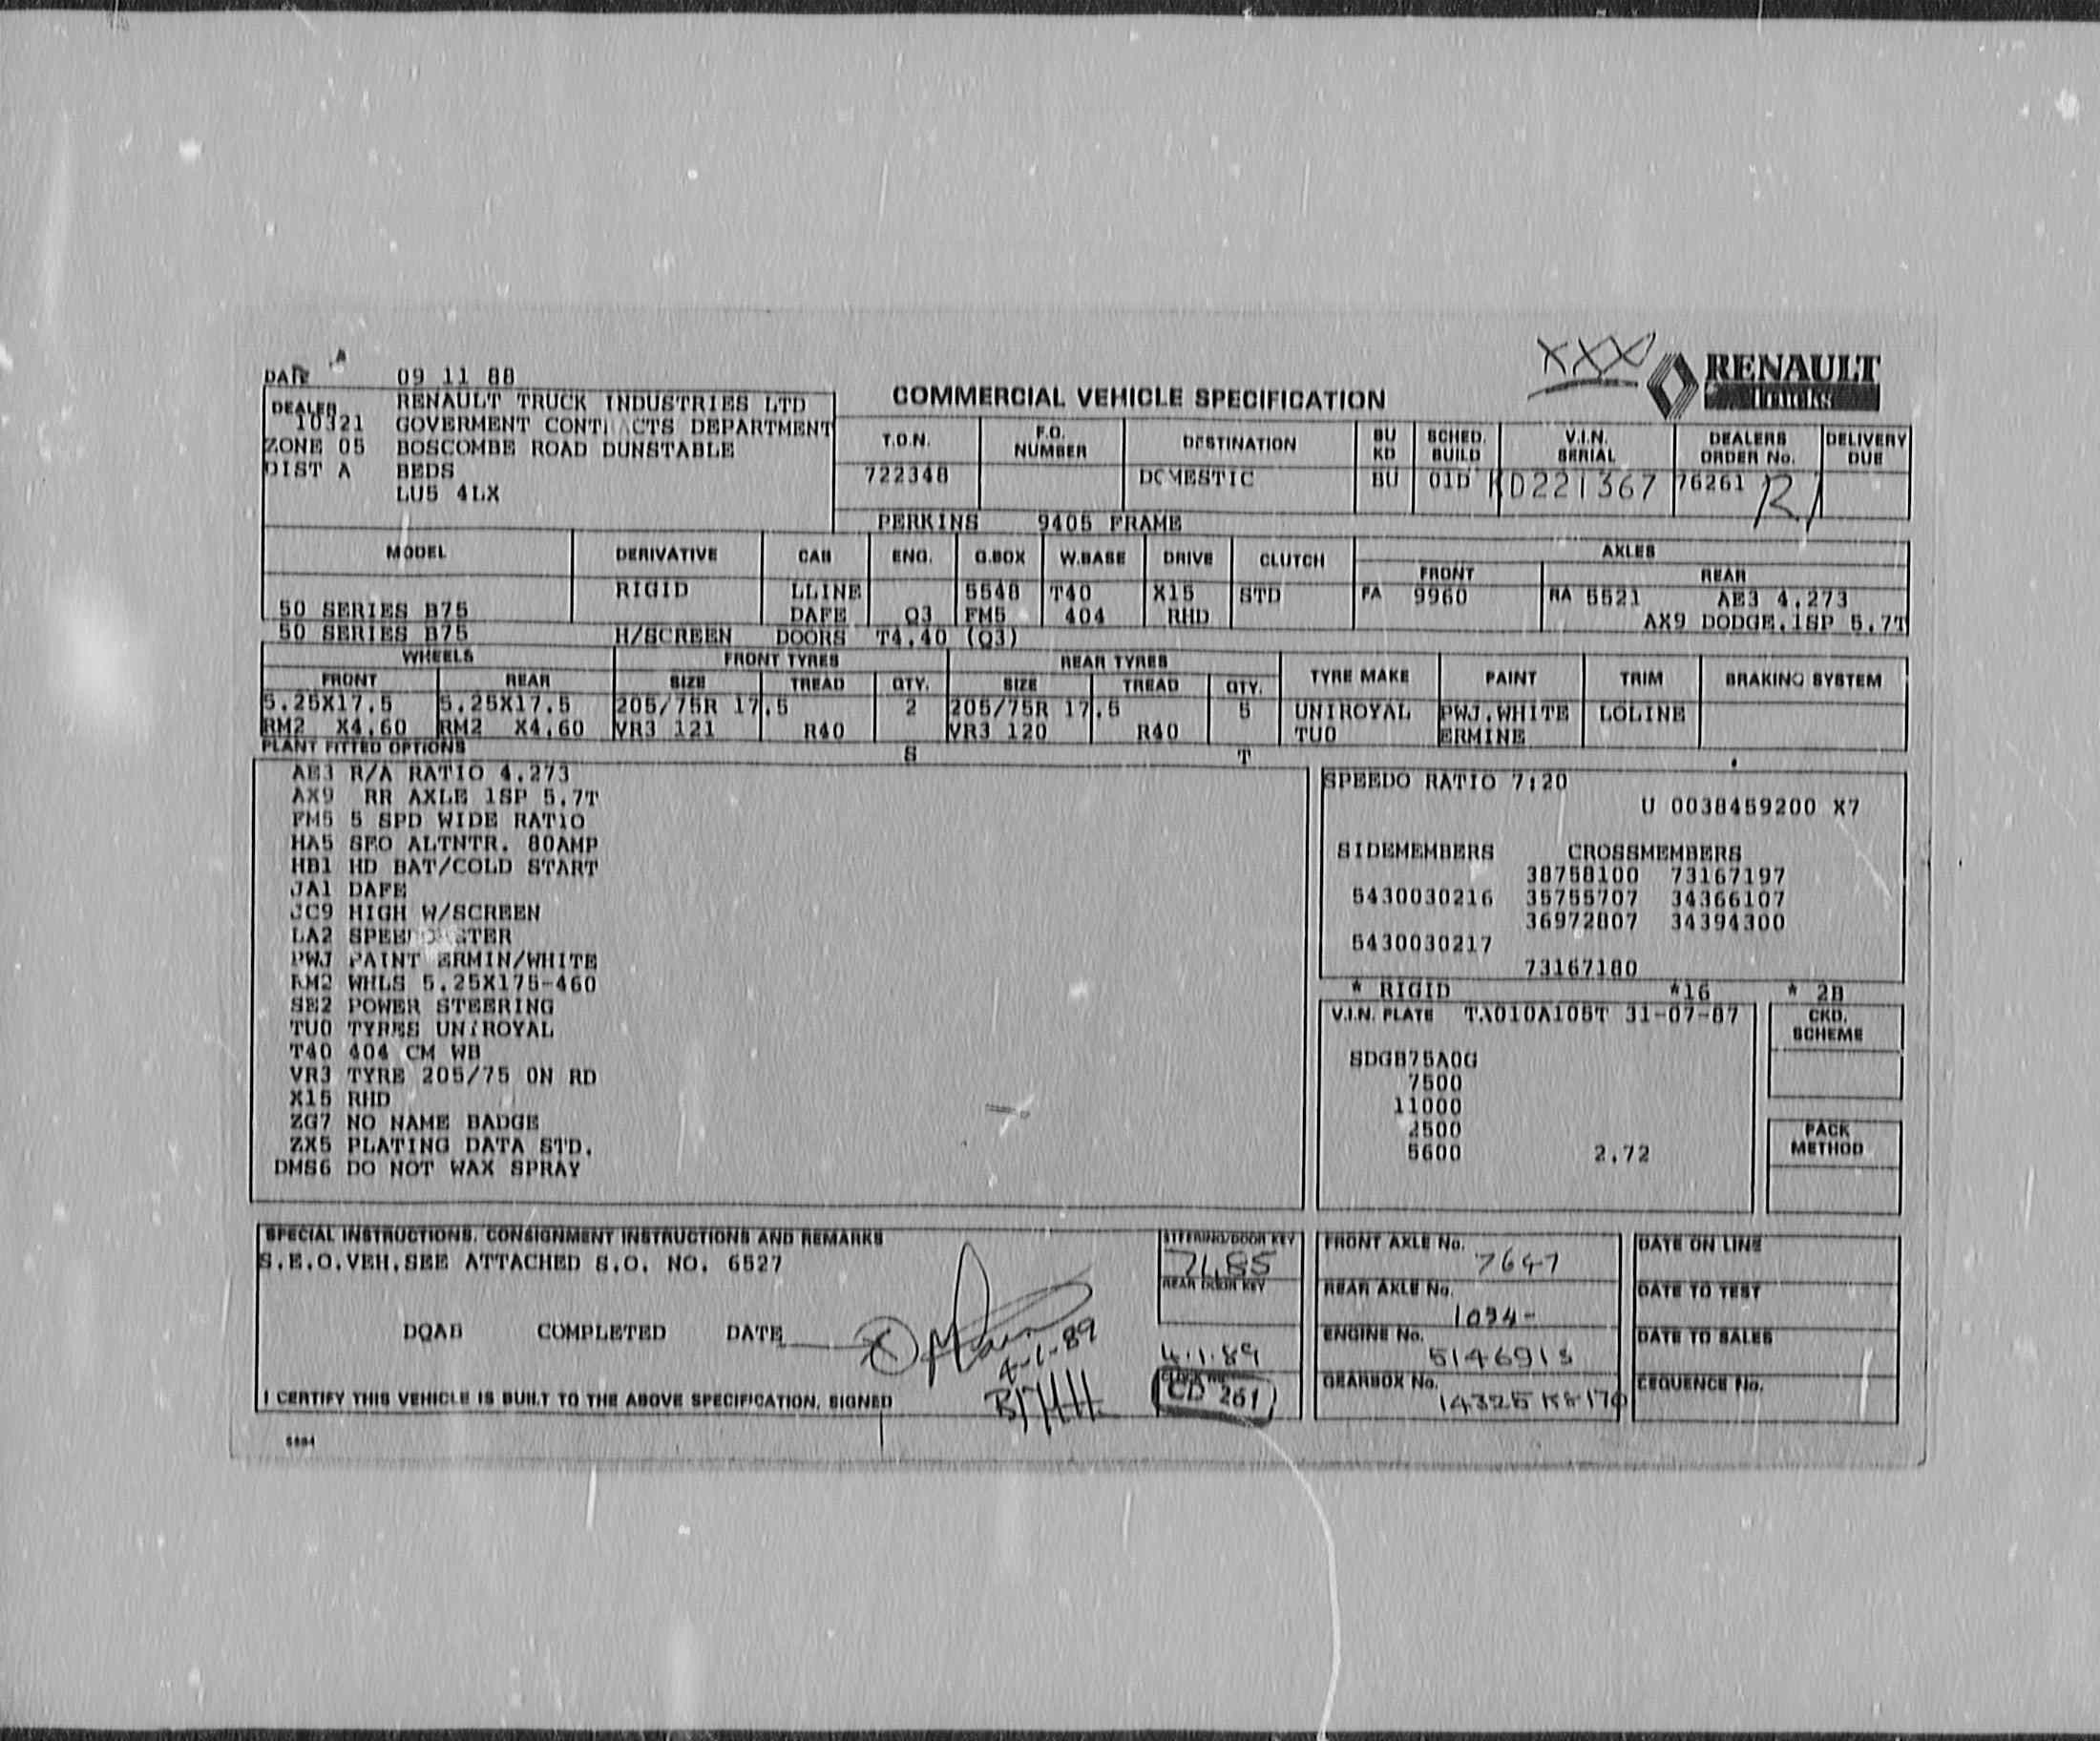 DATE 09 11 88
RENAULT Trucks
COMMERCIAL VEHICLE SPECIFICATION
DEALER RENAULT TRUCK INDUSTRIES LTD
10321 GOVERMENT CONT ACTS DEPARTMENT
ZONE 05 BOSCOMBE ROAD DUNSTABLE
DIST A BEDS
LU5 4LX
T.O.N. F.O. NUMBER DESTINATION BU KD SCHED. BUILD V.I.N. SERIAL DEALERS ORDER No. DELIVERY DUE
722348 DOMESTIC BU 01D KD221367 76261 R1
PERKINS 9405 FRAME
MODEL DERIVATIVE CAB ENG. G.BOX W.BASE DRIVE CLUTCH AXLES
FRONT REAR
RIGID LLINE 5548 T40 X15 STD FA 9960 RA 5521 AE3 4.273
50 SERIES B75 DAFE Q3 FM5 404 RHD AX9 DODGE.1SP 5.7T
50 SERIES B75 H/SCREEN DOORS T4.40 (Q3)
WHEELS FRONT TYRES REAR TYRES
FRONT REAR SIZE TREAD QTY. SIZE TREAD QTY. TYRE MAKE PAINT TRIM BRAKING SYSTEM
5.25X17.5 5.25X17.5 205/75R 17.5 2 205/75R 17.5 5 UNIROYAL PWJ.WHITE LOLINE
RM2 X4.60 RM2 X4.60 VR3 121 R40 VR3 120 R40 TU0 ERMINE
PLANT FITTED OPTIONS S T
AE3 R/A RATIO 4.273
AX9 RR AXLE 1SP 5.7T
FM5 5 SPD WIDE RATIO
HA5 SEO ALTNTR. 80AMP
HB1 HD BAT/COLD START
JA1 DAFE
JC9 HIGH W/SCREEN
LA2 SPEEDOMSTER
PWJ PAINT ERMIN/WHITE
RM2 WHLS 5.25X175-460
SE2 POWER STEERING
TU0 TYRES UNIROYAL
T40 404 CM WB
VR3 TYRE 205/75 ON RD
X15 RHD
ZG7 NO NAME BADGE
ZX5 PLATING DATA STD.
DMS6 DO NOT WAX SPRAY
SPEEDO RATIO 7:20
U 0038459200 X7
SIDEMEMBERS CROSSMEMBERS
38758100 73167197
5430030216 35755707 34366107
36972807 34394300
5430030217
73167180
* RIGID *16 * 2B
V.I.N. PLATE TA010A105T 31-07-87
CKD. SCHEME
SDGB75A0G
7500
11000
2500
5600 2.72
PACK METHOD
SPECIAL INSTRUCTIONS, CONSIGNMENT INSTRUCTIONS AND REMARKS
S.E.O.VEH.SEE ATTACHED S.O. NO. 6527
DQAB COMPLETED DATE
4-1-89
I CERTIFY THIS VEHICLE IS BUILT TO THE ABOVE SPECIFICATION, SIGNED
STEERING/DOOR KEY
7485
REAR DOOR KEY
4.1.89
CD 261
FRONT AXLE No. 7647
REAR AXLE No. 1094-
ENGINE No. 514691S
GEARBOX No. 14325 K8170
DATE ON LINE
DATE TO TEST
DATE TO SALES
SEQUENCE No.
5504